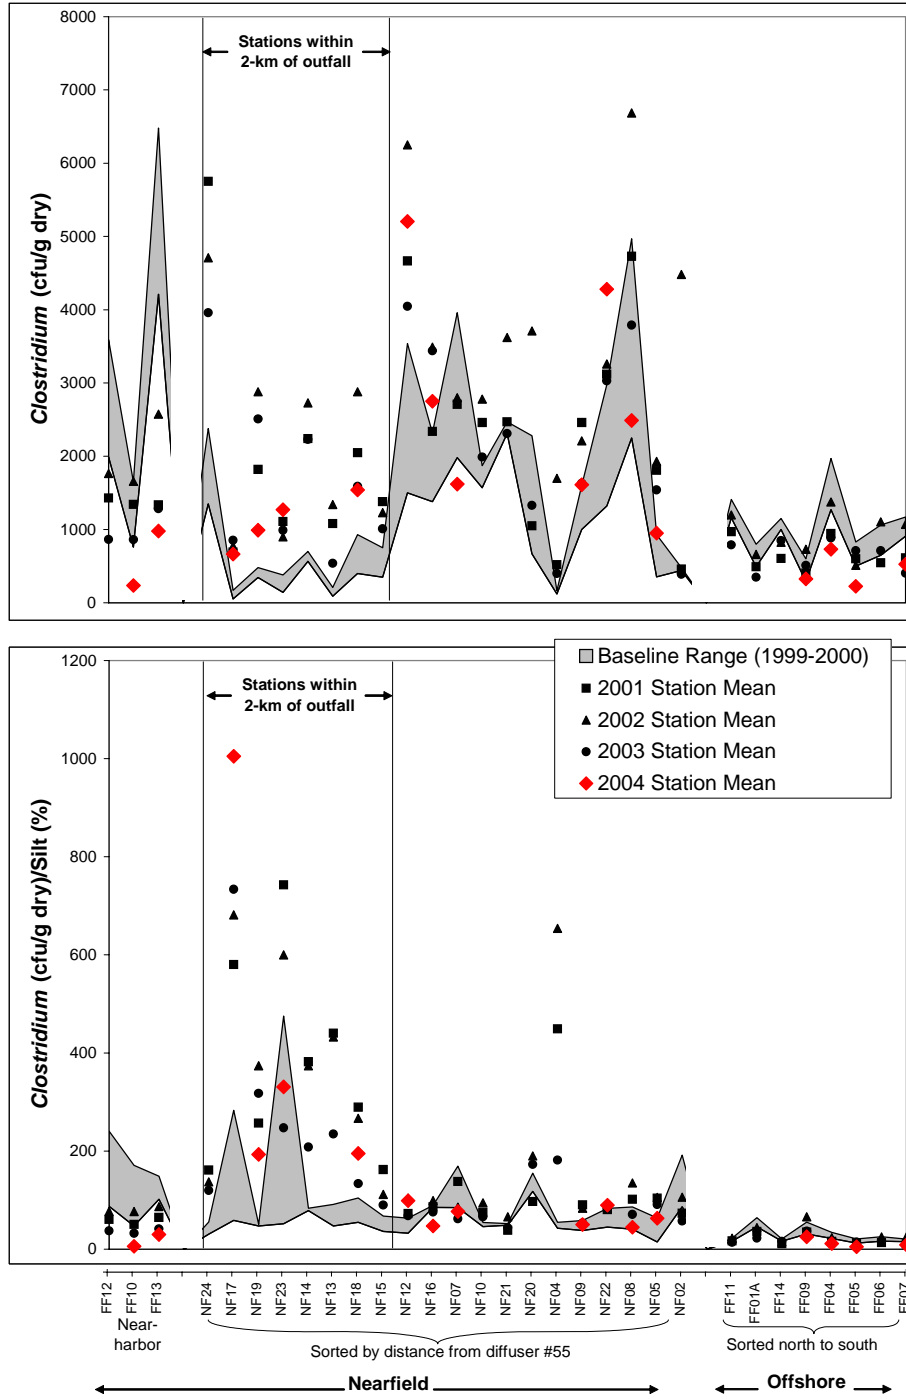 8000
7000
6000
5000
4000
3000
2000
1000
0
Clostridium (cfu/g dry)
Stations within
2-km of outfall
1200
1000
800
600
400
200
0
Clostridium (cfu/g dry)/Silt (%)
Stations within
2-km of outfall
Baseline Range (1999-2000)
2001 Station Mean
2002 Station Mean
2003 Station Mean
2004 Station Mean
FF12
FF10
FF13
NF24
NF17
NF19
NF23
NF14
NF13
NF18
NF15
NF12
NF16
NF07
NF10
NF21
NF20
NF04
NF09
NF22
NF08
NF05
NF02
FF11
FF01A
FF14
FF09
FF04
FF05
FF06
FF07
Near-
harbor
Sorted by distance from diffuser #55
Sorted north to south
Nearfield
Offshore